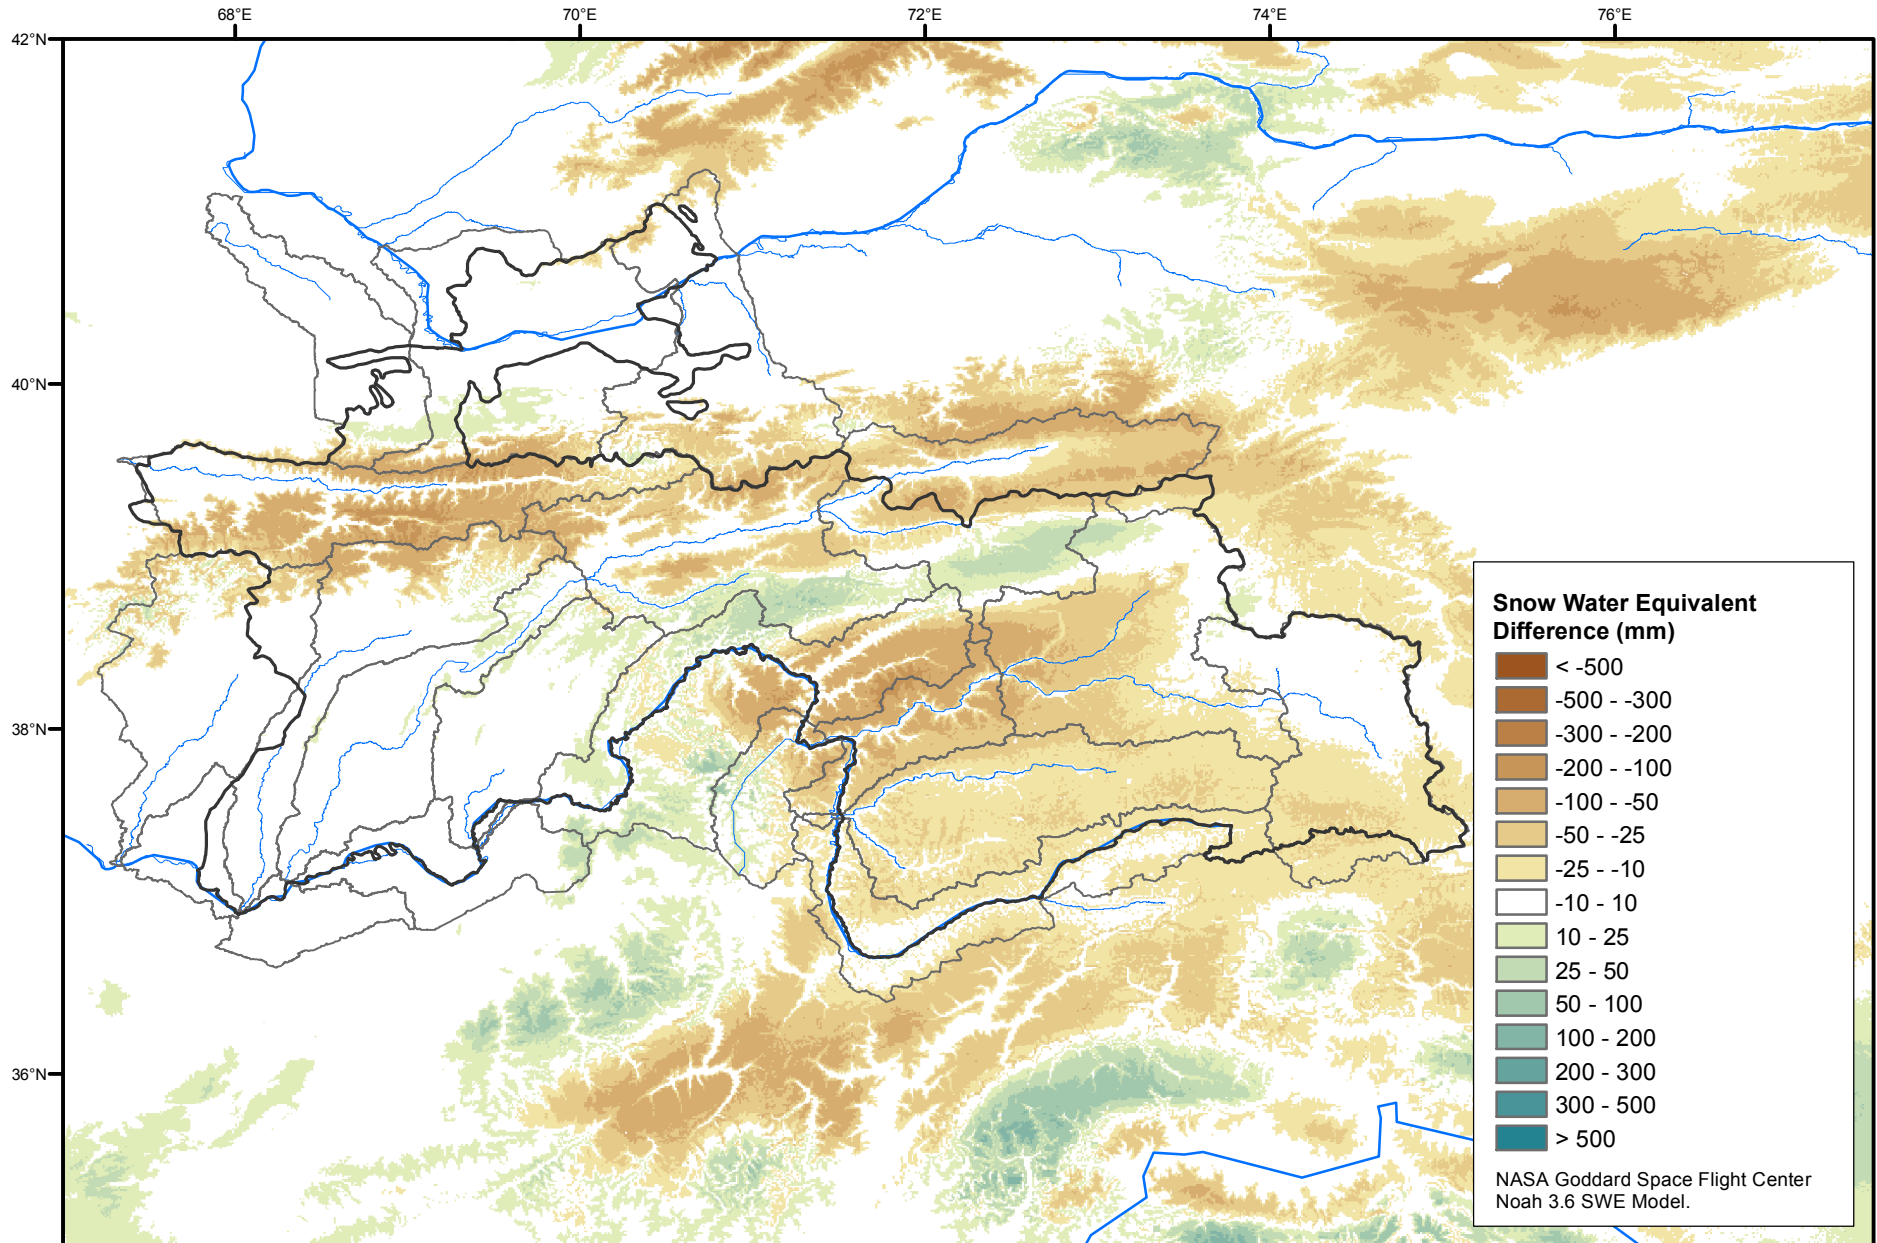 68°E 70°E 72°E 74°E 76°E
42°N
40°N
38°N
36°N
Snow Water Equivalent
Difference (mm)
< -500
-500 - -300
-300 - -200
-200 - -100
-100 - -50
-50 - -25
-25 - -10
-10 - 10
10 - 25
25 - 50
50 - 100
100 - 200
200 - 300
300 - 500
> 500
NASA Goddard Space Flight Center
Noah 3.6 SWE Model.